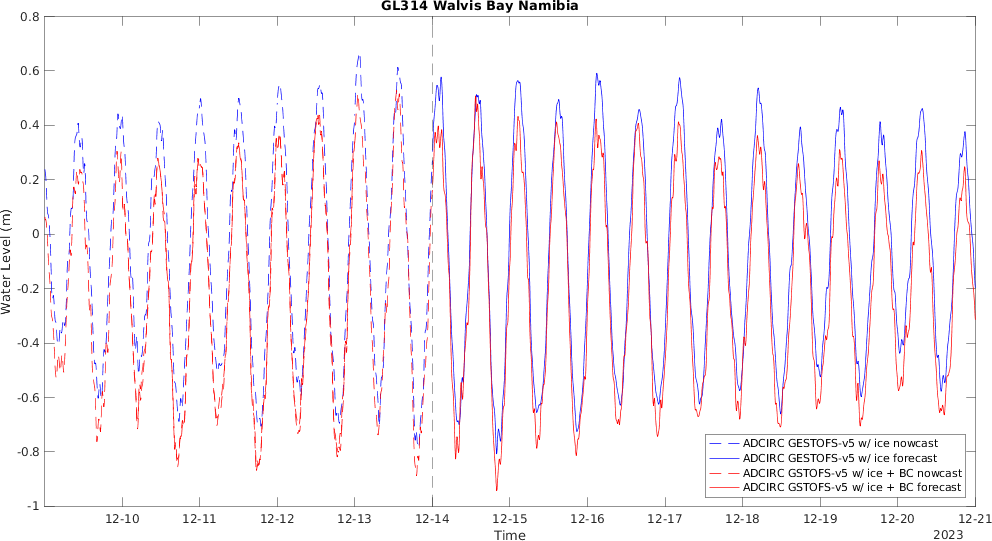 GL314 Walvis Bay Namibia
0.8
0.6
0.4
0.2
0
-0.2
-0.4
-0.6
-0.8
-1
Water Level (m)
ADCIRC GESTOFS-v5 w/ ice nowcast
ADCIRC GESTOFS-v5 w/ ice forecast
ADCIRC GSTOFS-v5 w/ ice + BC nowcast
ADCIRC GSTOFS-v5 w/ ice + BC forecast
12-10 12-11 12-12 12-13 12-14 12-15 12-16 12-17 12-18 12-19 12-20 12-21
Time
2023